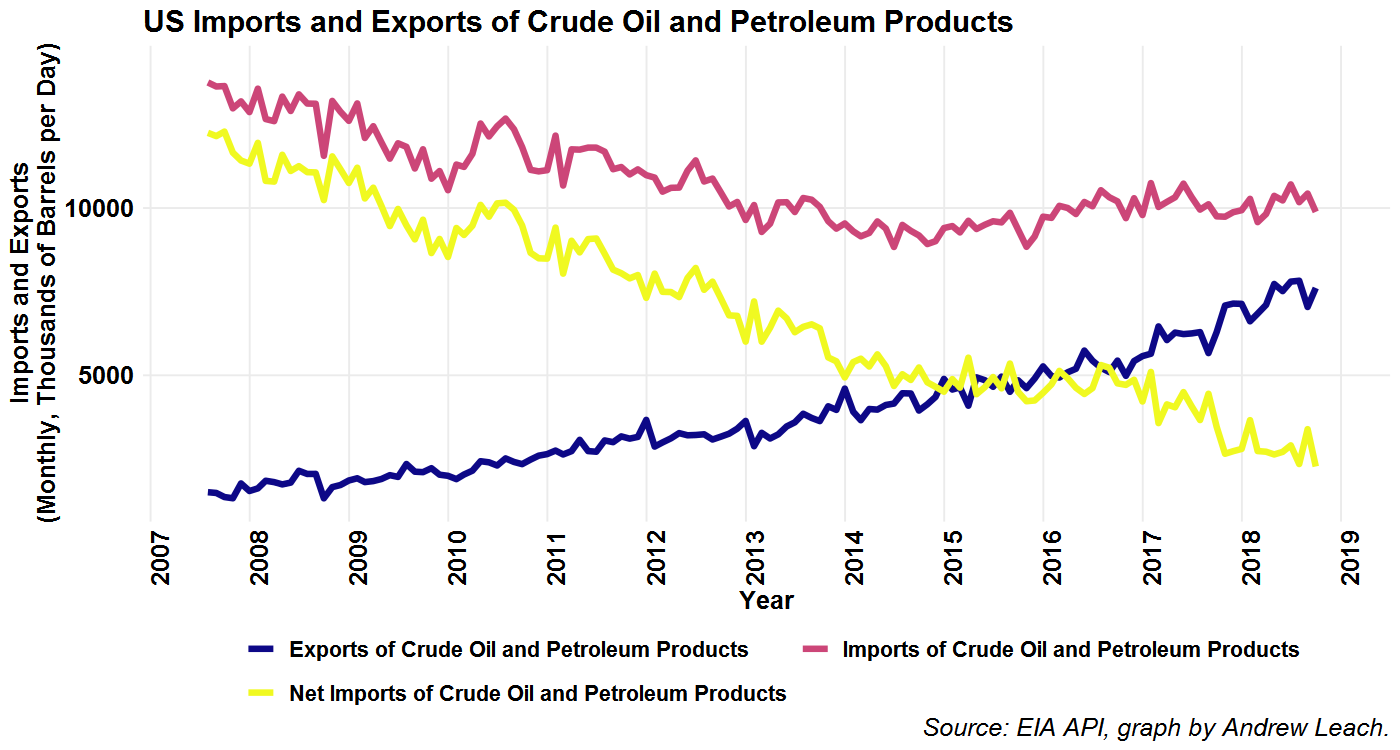 US Imports and Exports of Crude Oil and Petroleum Products
Imports and Exports
(Monthly, Thousands of Barrels per Day)
10000
5000
2007 2008 2009 2010 2011 2012 2013 2014 2015 2016 2017 2018 2019
Year
Exports of Crude Oil and Petroleum Products Imports of Crude Oil and Petroleum Products
Net Imports of Crude Oil and Petroleum Products
Source: EIA API, graph by Andrew Leach.